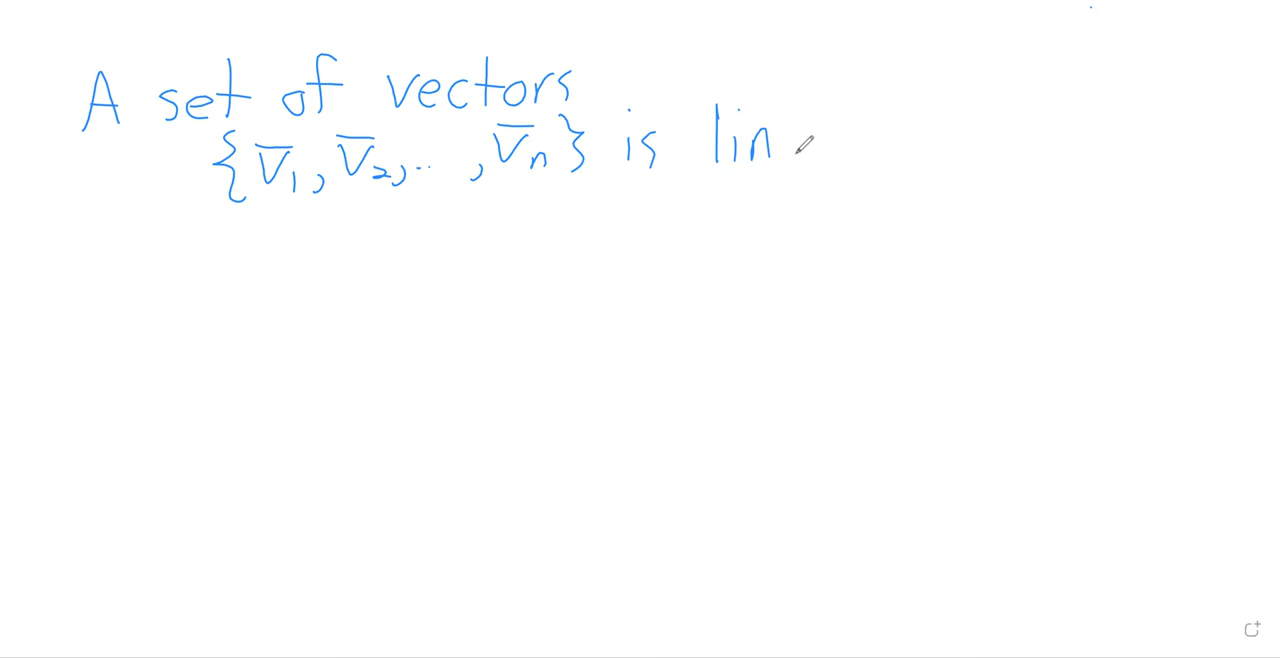 A set of vectors
{v̅₁, v̅₂, .. , v̅ₙ} is lin